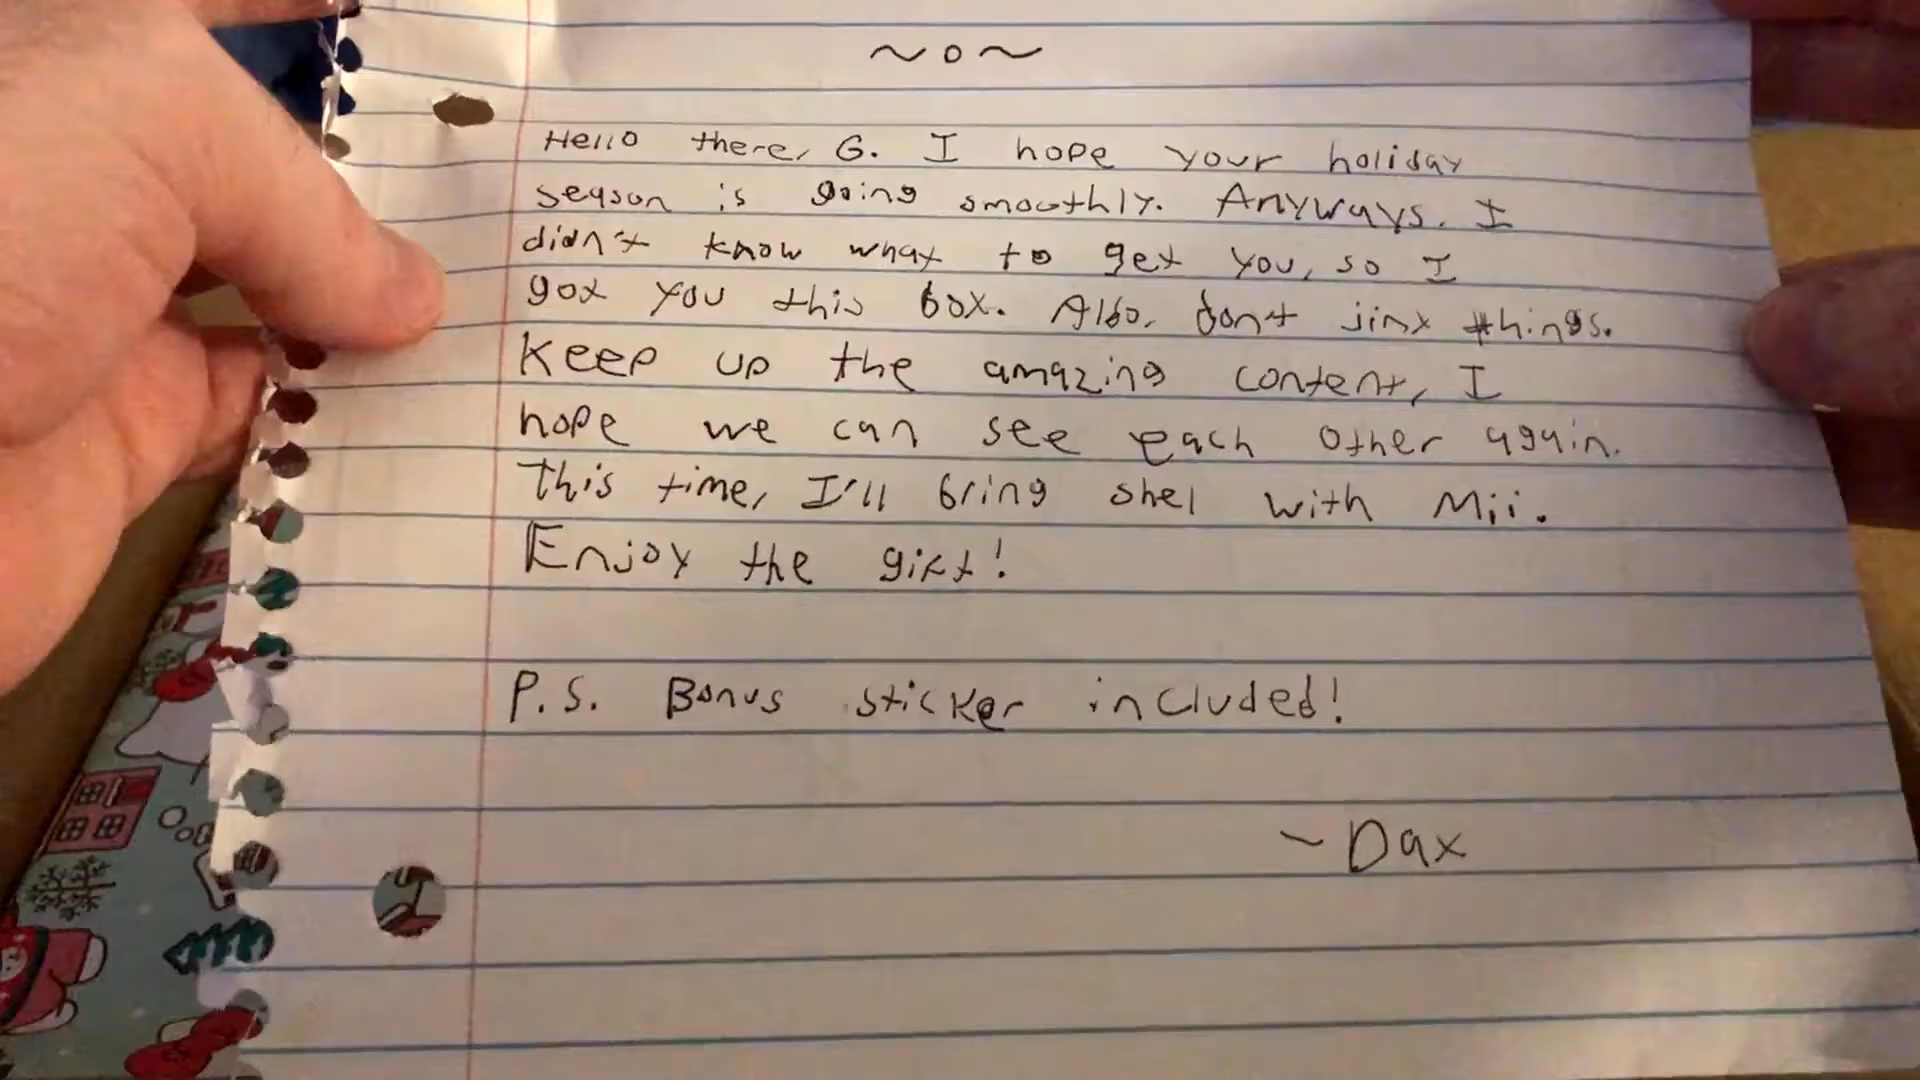 ~ o ~
Hello there, G. I hope your holiday
season is going smoothly. Anyways. I
didn't know what to get you, so I
got you this box. Also, don't jinx things.
Keep up the amazing content, I
hope we can see each other again.
This time, I'll bring shel with Mii.
Enjoy the gift!
P.S. Bonus sticker included!
~ Dax